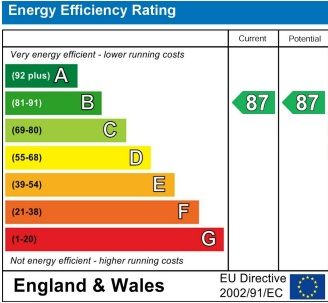 Energy Efficiency Rating
Current Potential
Very energy efficient - lower running costs
(92 plus) A
(81-91) B 87 87
(69-80) C
(55-68) D
(39-54) E
(21-38) F
(1-20) G
Not energy efficient - higher running costs
England & Wales
EU Directive
2002/91/EC